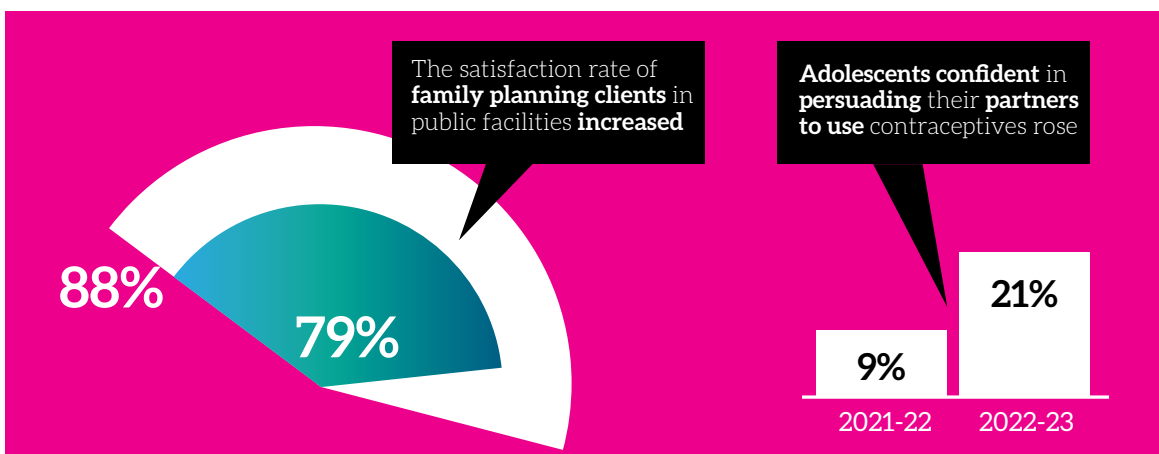 The satisfaction rate of
family planning clients in
public facilities increased
88%
79%
Adolescents confident in
persuading their partners
to use contraceptives rose
21%
9%
2021-22
2022-23